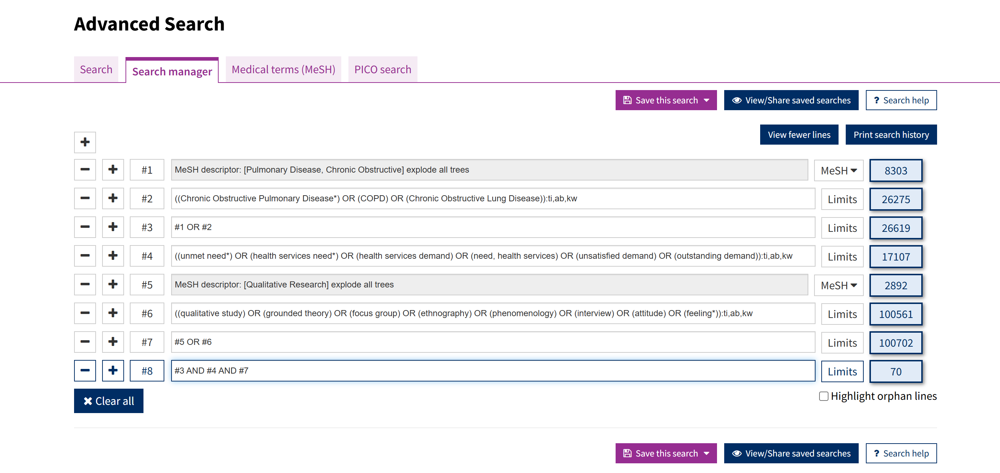 Advanced Search
Search
Search manager
Medical terms (MeSH)
PICO search
Save this search
View/Share saved searches
? Search help
View fewer lines
Print search history
#1 MeSH descriptor: [Pulmonary Disease, Chronic Obstructive] explode all trees MeSH 8303
#2 ((Chronic Obstructive Pulmonary Disease*) OR (COPD) OR (Chronic Obstructive Lung Disease)):ti,ab,kw Limits 26275
#3 #1 OR #2 Limits 26619
#4 ((unmet need*) OR (health services need*) OR (health services demand) OR (need, health services) OR (unsatisfied demand) OR (outstanding demand)):ti,ab,kw Limits 17107
#5 MeSH descriptor: [Qualitative Research] explode all trees MeSH 2892
#6 ((qualitative study) OR (grounded theory) OR (focus group) OR (ethnography) OR (phenomenology) OR (interview) OR (attitude) OR (feeling*)):ti,ab,kw Limits 100561
#7 #5 OR #6 Limits 100702
#8 #3 AND #4 AND #7 Limits 70
Clear all
Highlight orphan lines
Save this search
View/Share saved searches
? Search help